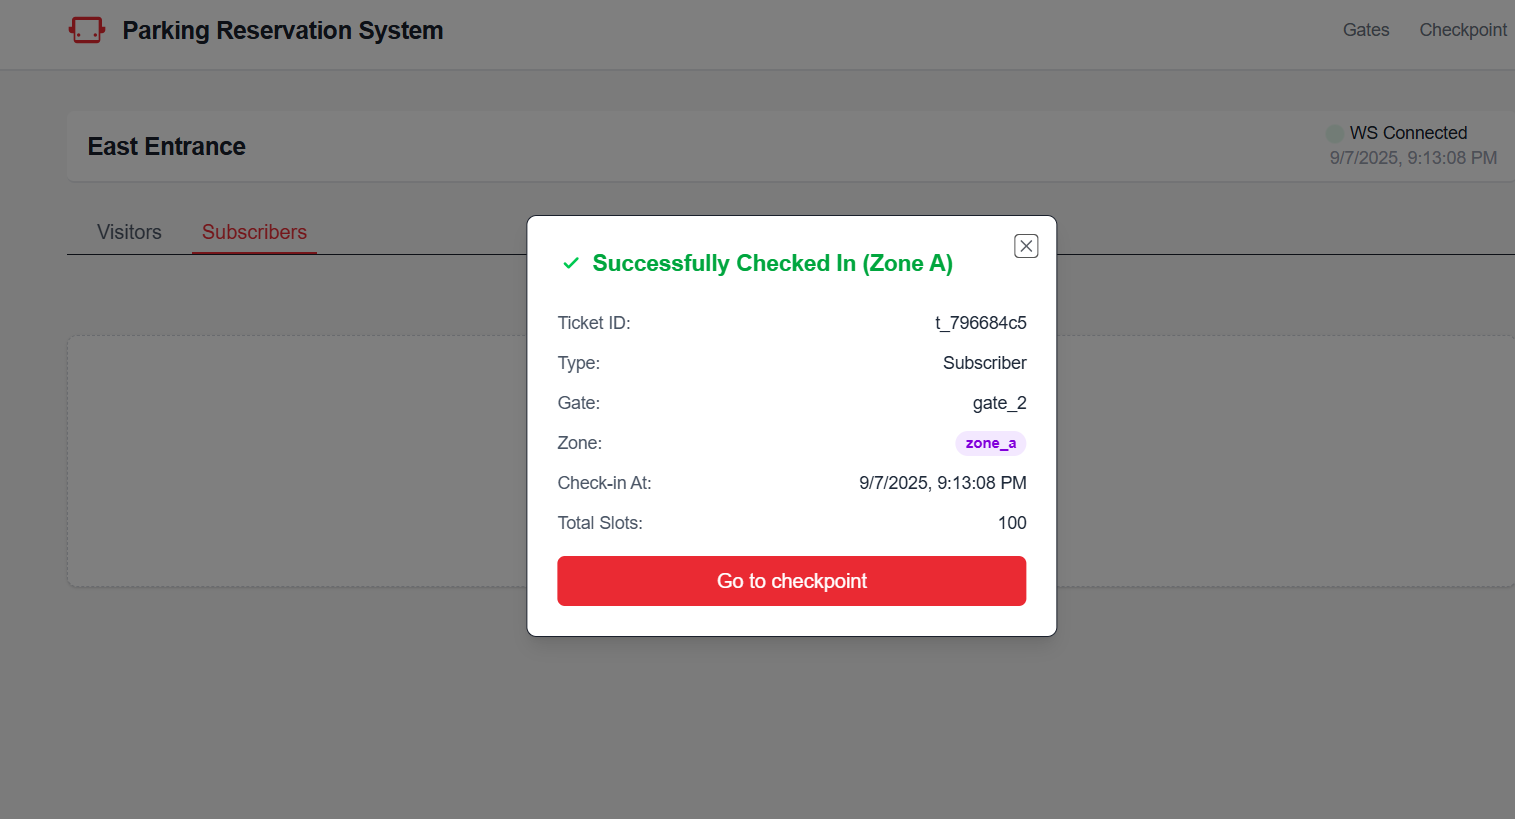 Parking Reservation System
Gates Checkpoint
East Entrance
WS Connected
9/7/2025, 9:13:08 PM
Visitors Subscribers
Successfully Checked In (Zone A)
Ticket ID: t_796684c5
Type: Subscriber
Gate: gate_2
Zone: zone_a
Check-in At: 9/7/2025, 9:13:08 PM
Total Slots: 100
Go to checkpoint